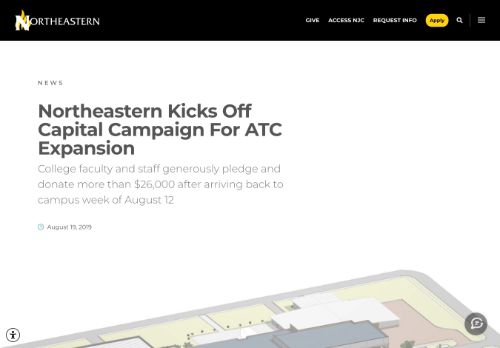 NORTHEASTERN
GIVE
ACCESS NJC
REQUEST INFO
Apply
NEWS
Northeastern Kicks Off
Capital Campaign For ATC
Expansion
College faculty and staff generously pledge and
donate more than $26,000 after arriving back to
campus week of August 12
August 19, 2019